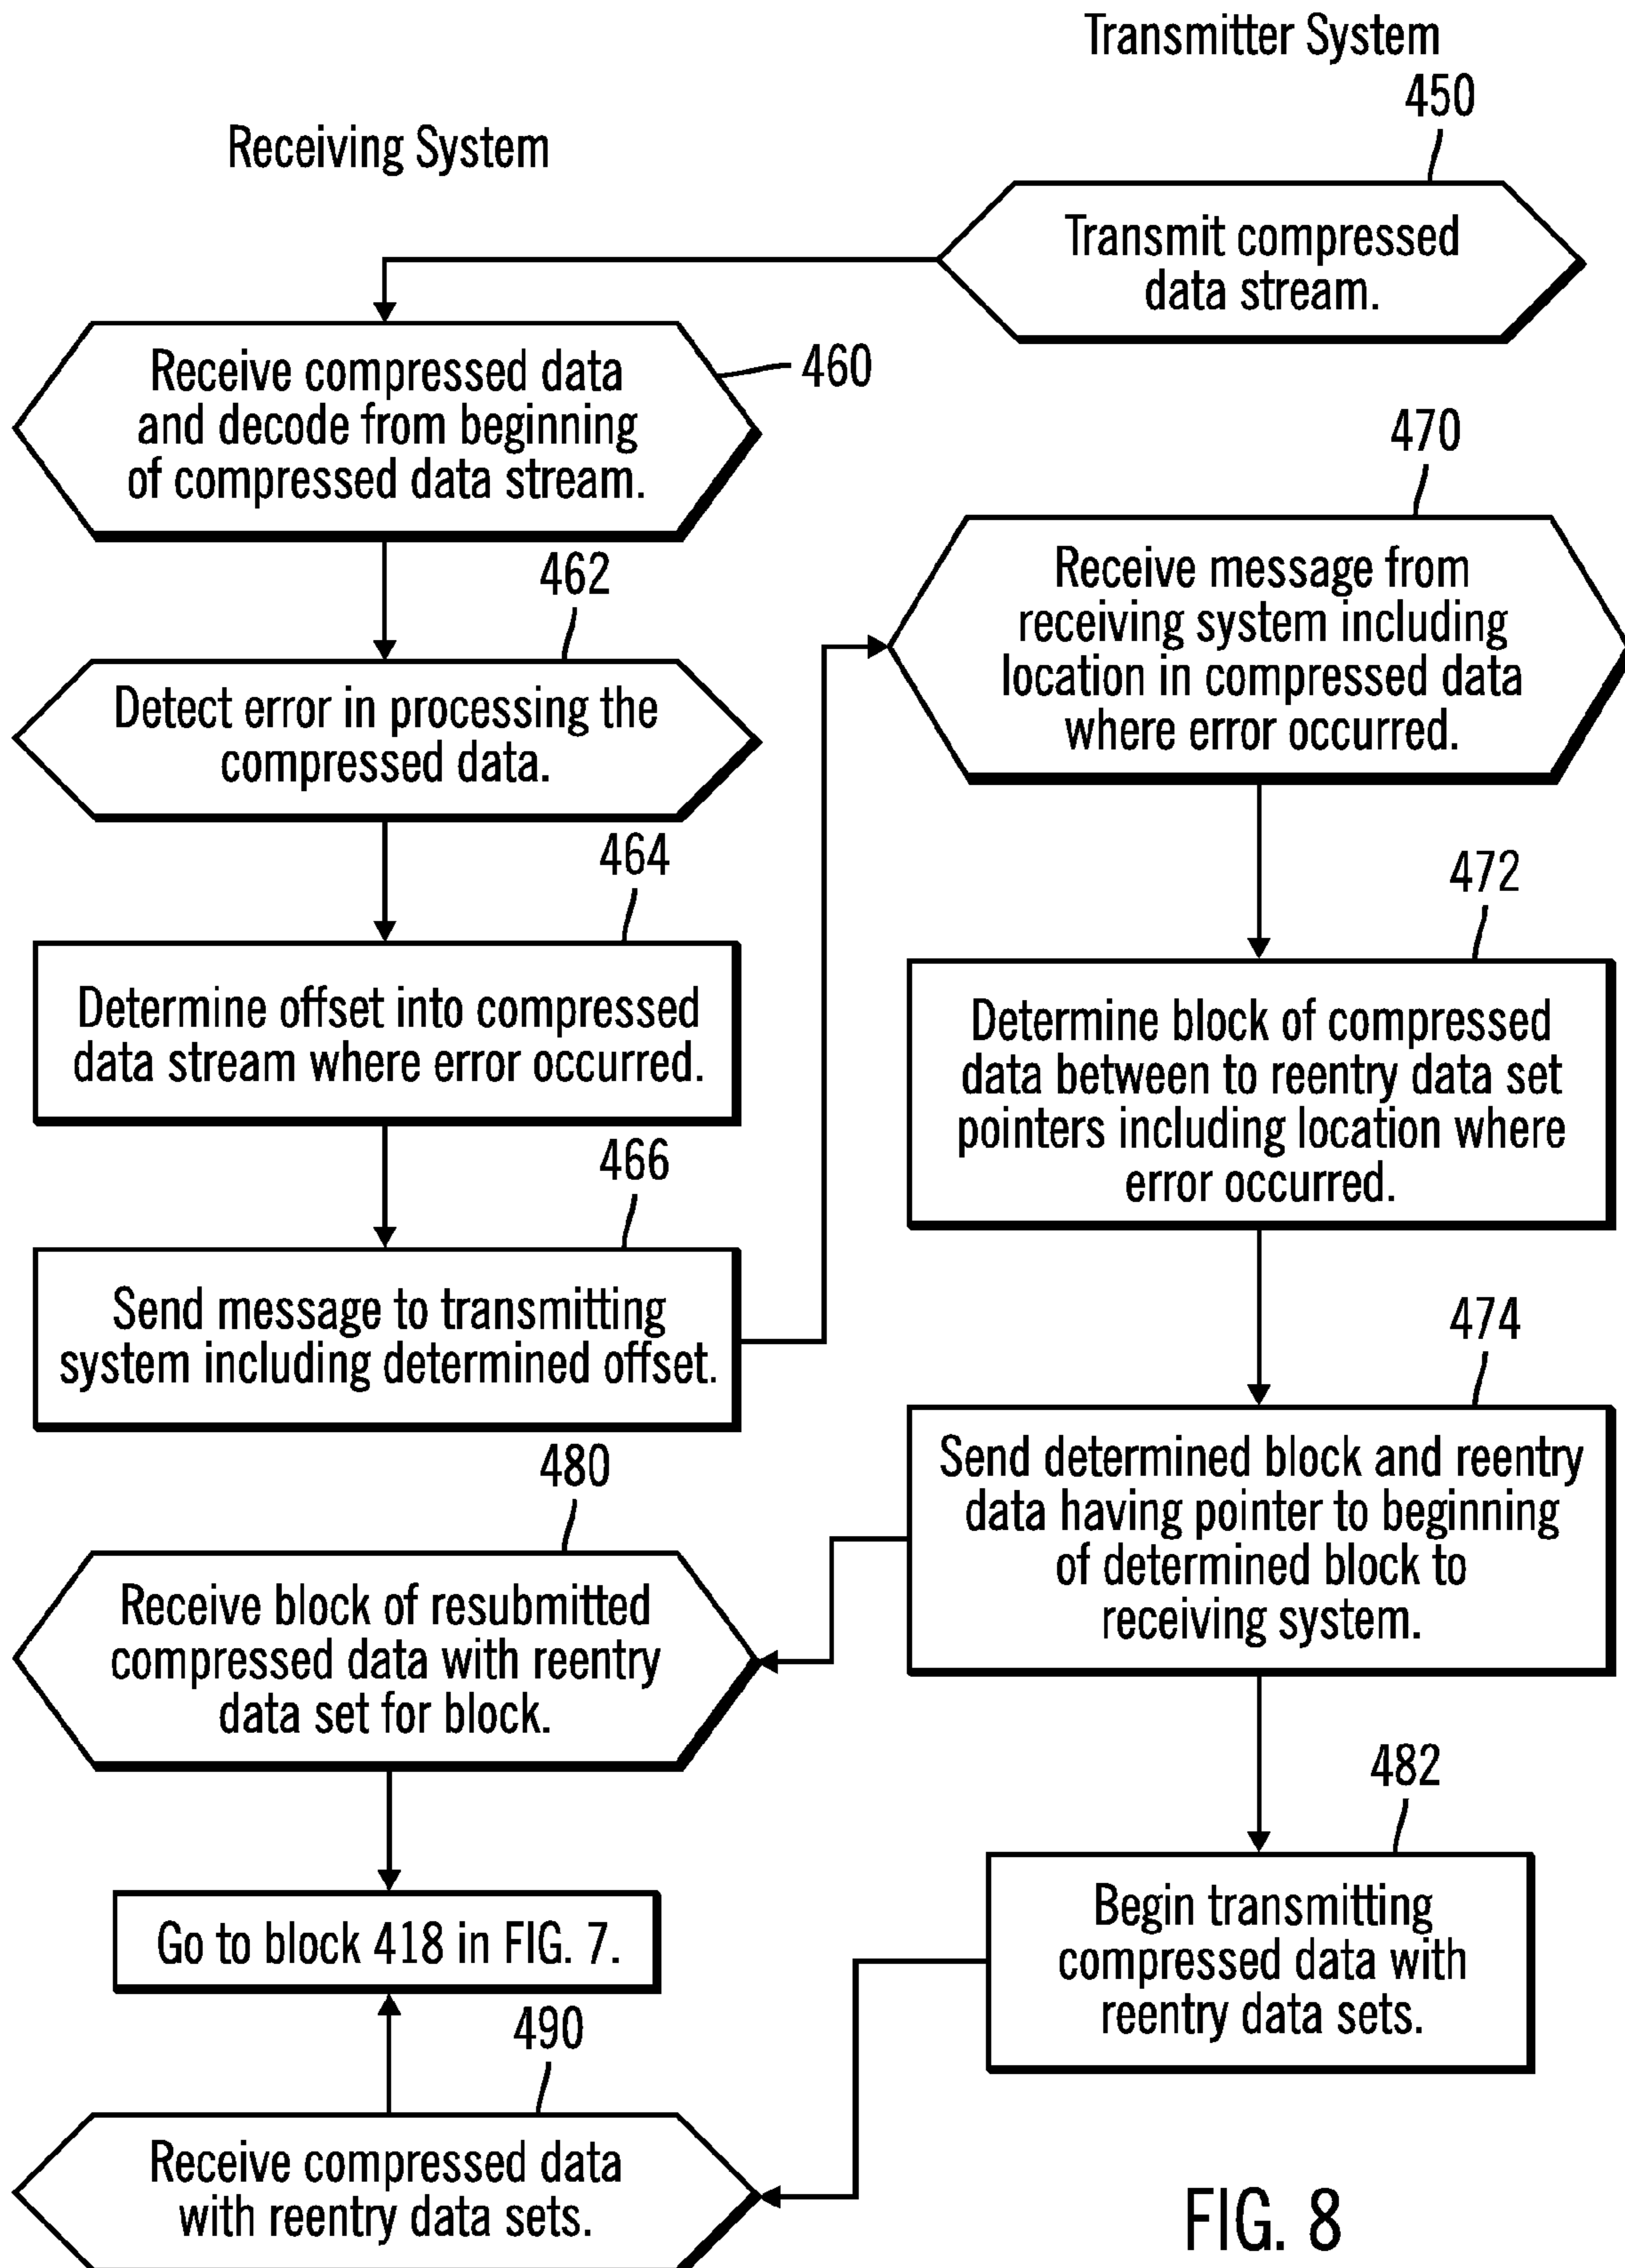 Transmitter System
450
Receiving System
Transmit compressed
data stream.
Receive compressed data
and decode from beginning
of compressed data stream.
460
470
462
Receive message from
receiving system including
location in compressed data
where error occurred.
Detect error in processing the
compressed data.
464
472
Determine offset into compressed
data stream where error occurred.
Determine block of compressed
data between to reentry data set
pointers including location where
error occurred.
466
Send message to transmitting
system including determined offset.
474
480
Send determined block and reentry
data having pointer to beginning
of determined block to
receiving system.
Receive block of resubmitted
compressed data with reentry
data set for block.
482
Go to block 418 in FIG. 7.
Begin transmitting
compressed data with
reentry data sets.
490
Receive compressed data
with reentry data sets.
FIG. 8